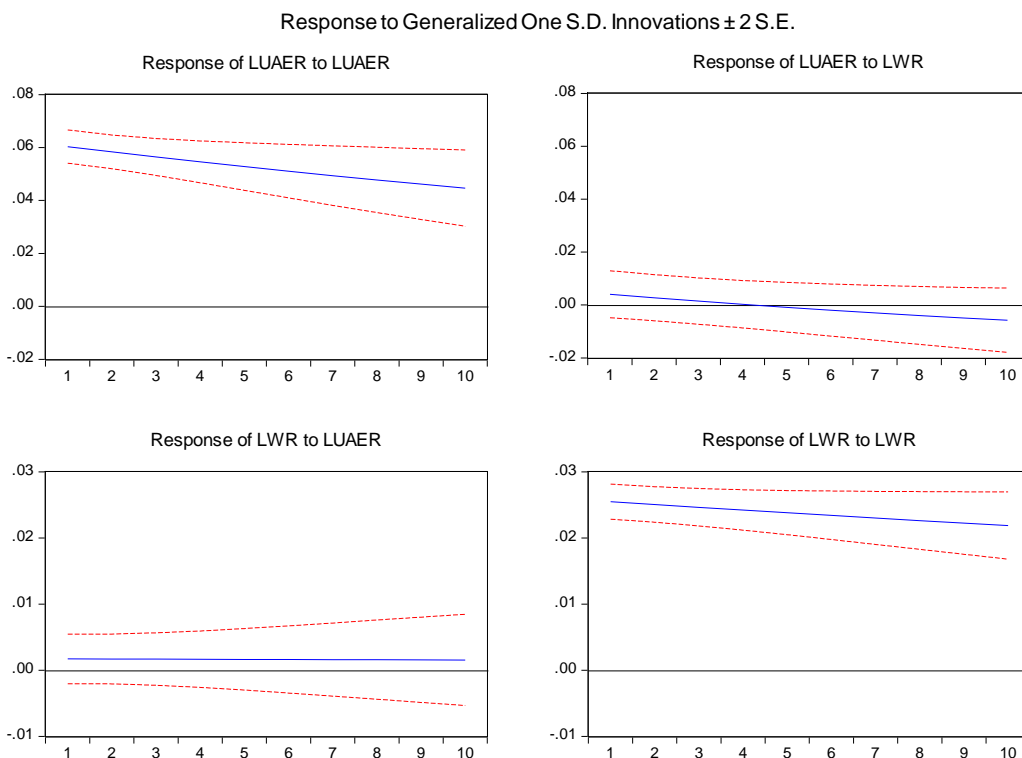 Response to Generalized One S.D. Innovations ± 2 S.E.
Response of LUAER to LUAER
.08
.06
.04
.02
.00
-.02
1 2 3 4 5 6 7 8 9 10
Response of LUAER to LWR
.08
.06
.04
.02
.00
-.02
1 2 3 4 5 6 7 8 9 10
Response of LWR to LUAER
.03
.02
.01
.00
-.01
1 2 3 4 5 6 7 8 9 10
Response of LWR to LWR
.03
.02
.01
.00
-.01
1 2 3 4 5 6 7 8 9 10